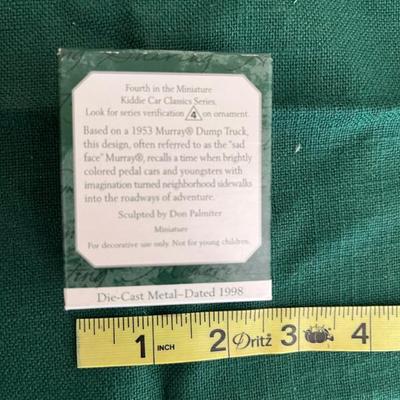 Fourth in the Miniature
Kiddie Car Classics Series.
Look for series verification 4 on ornament.
Based on a 1953 Murray® Dump Truck,
this design, often referred to as the "sad
face" Murray®, recalls a time when brightly
colored pedal cars and youngsters with
imagination turned neighborhood sidewalks
into the roadways of adventure.
Sculpted by Don Palmiter
Miniature
For decorative use only. Not for young children.
Die-Cast Metal–Dated 1998
1 INCH 2 Dritz® 3 4